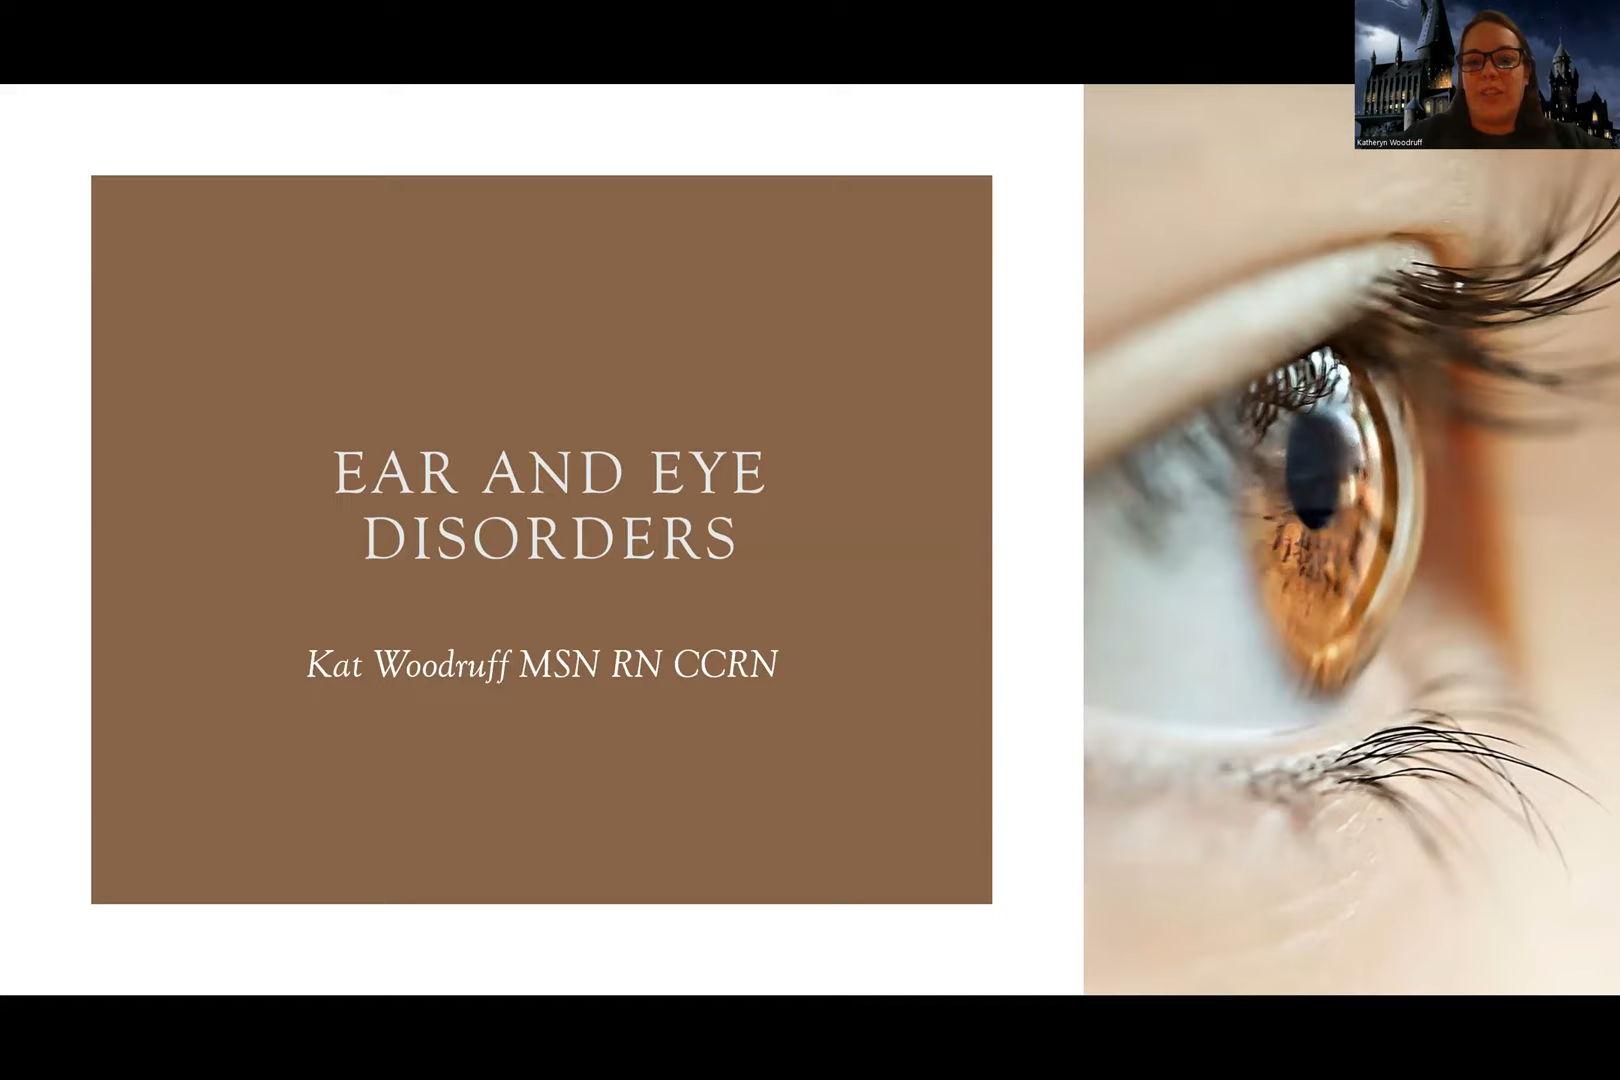 Katheryn Woodruff
EAR AND EYE
DISORDERS
Kat Woodruff MSN RN CCRN